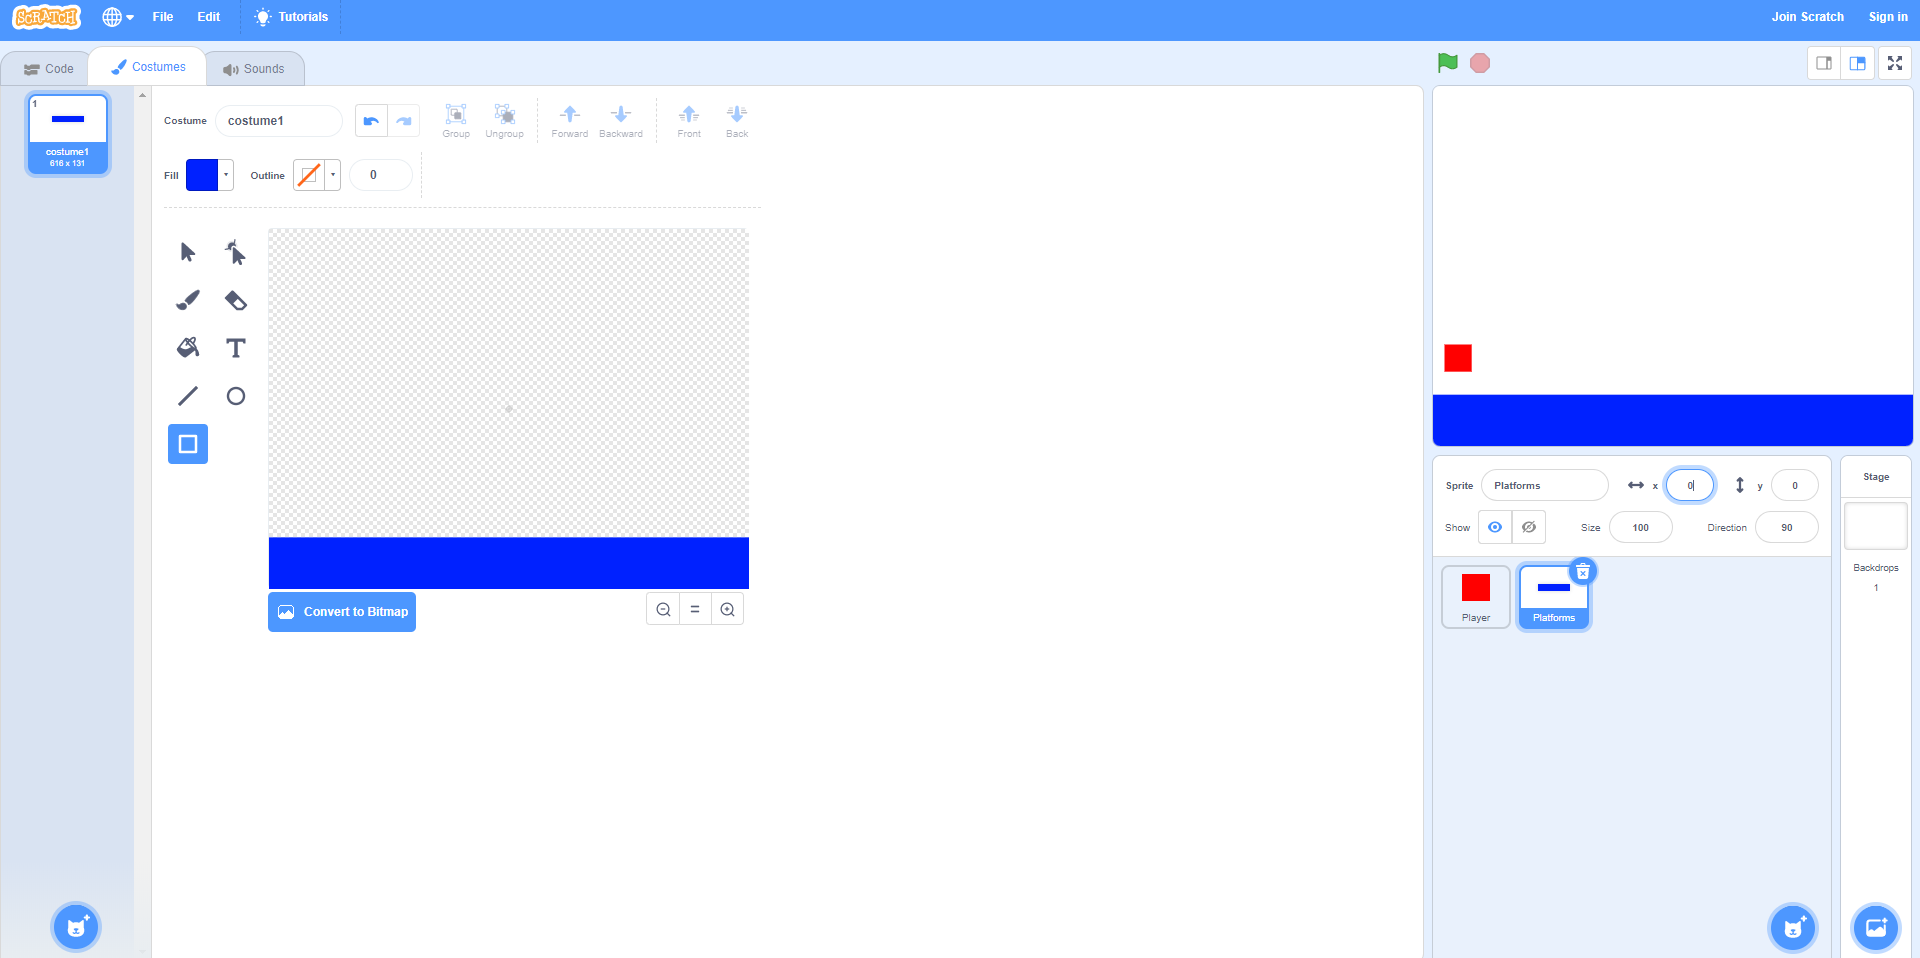 SCRATCH File Edit Tutorials Join Scratch Sign in
Code Costumes Sounds
1
costume1
616 x 131
Costume costume1 Group Ungroup Forward Backward Front Back
Fill Outline 0
Convert to Bitmap
Sprite Platforms x 0 y 0
Show Size 100 Direction 90
Player Platforms
Stage
Backdrops
1